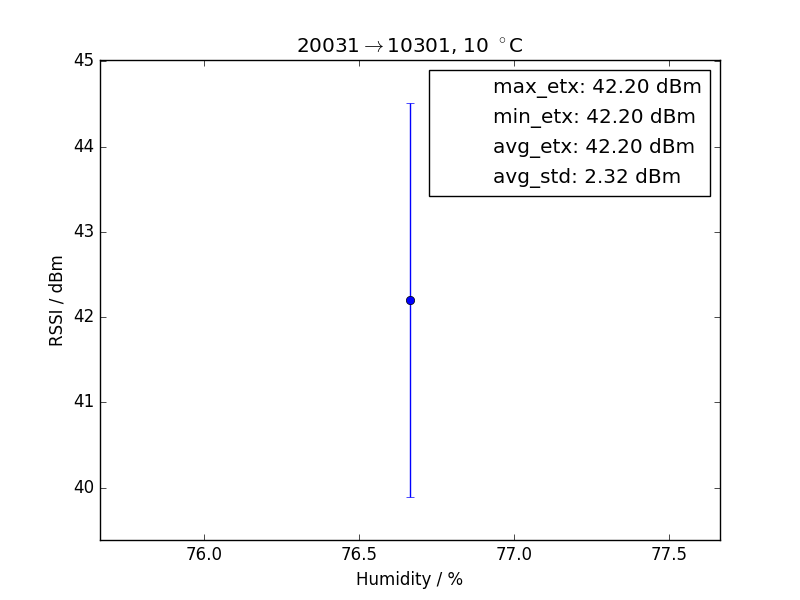 20031→10301, 10 °C
max_etx: 42.20 dBm
min_etx: 42.20 dBm
avg_etx: 42.20 dBm
avg_std: 2.32 dBm
RSSI / dBm
45
44
43
42
41
40
76.0 76.5 77.0 77.5
Humidity / %